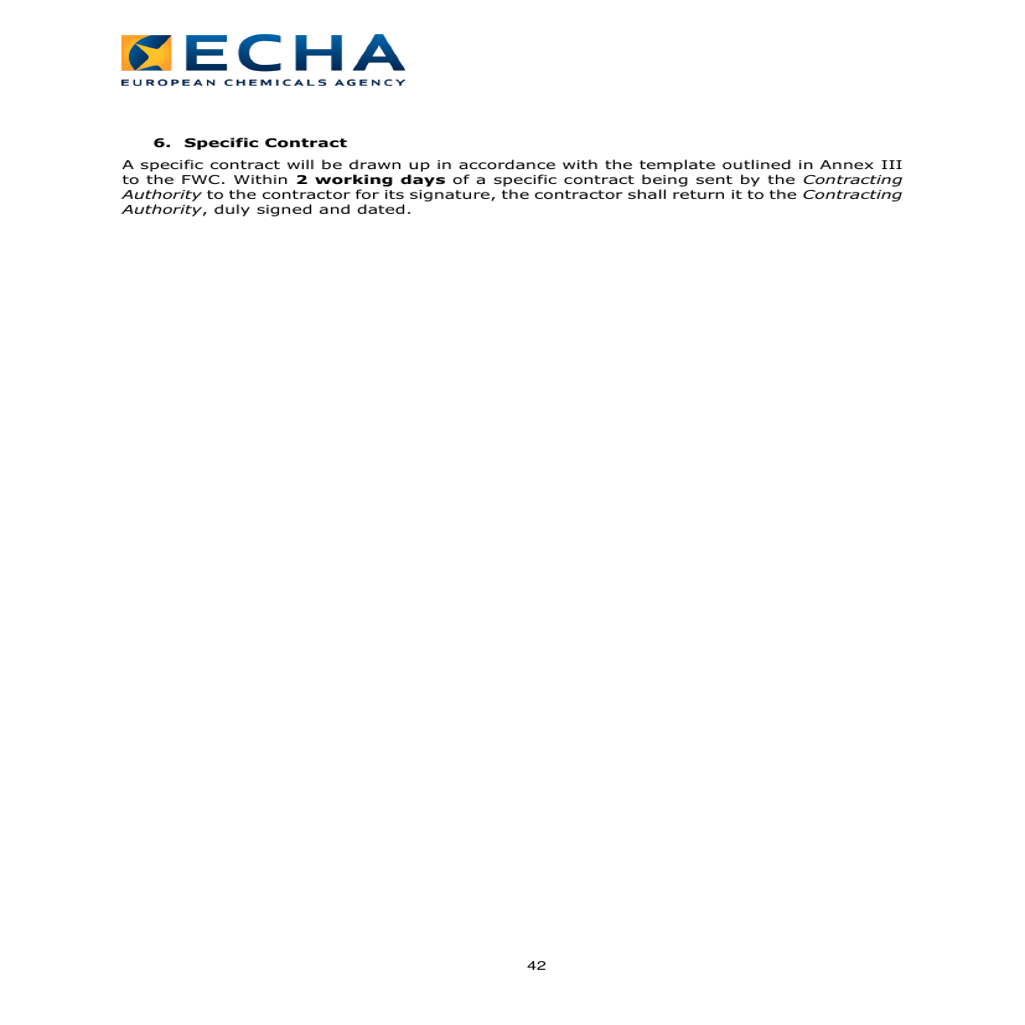 ECHA
EUROPEAN CHEMICALS AGENCY
6. Specific Contract
A specific contract will be drawn up in accordance with the template outlined in Annex III
to the FWC. Within 2 working days of a specific contract being sent by the Contracting
Authority to the contractor for its signature, the contractor shall return it to the Contracting
Authority, duly signed and dated.
42